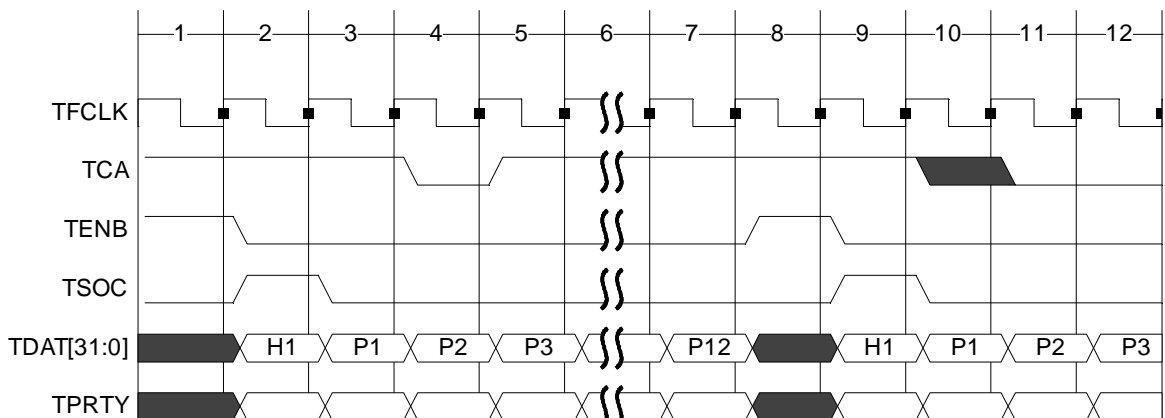 1 2 3 4 5 6 7 8 9 10 11 12
TFCLK
TCA
TENB
TSOC
TDAT[31:0] H1 P1 P2 P3 P12 H1 P1 P2 P3
TPRTY